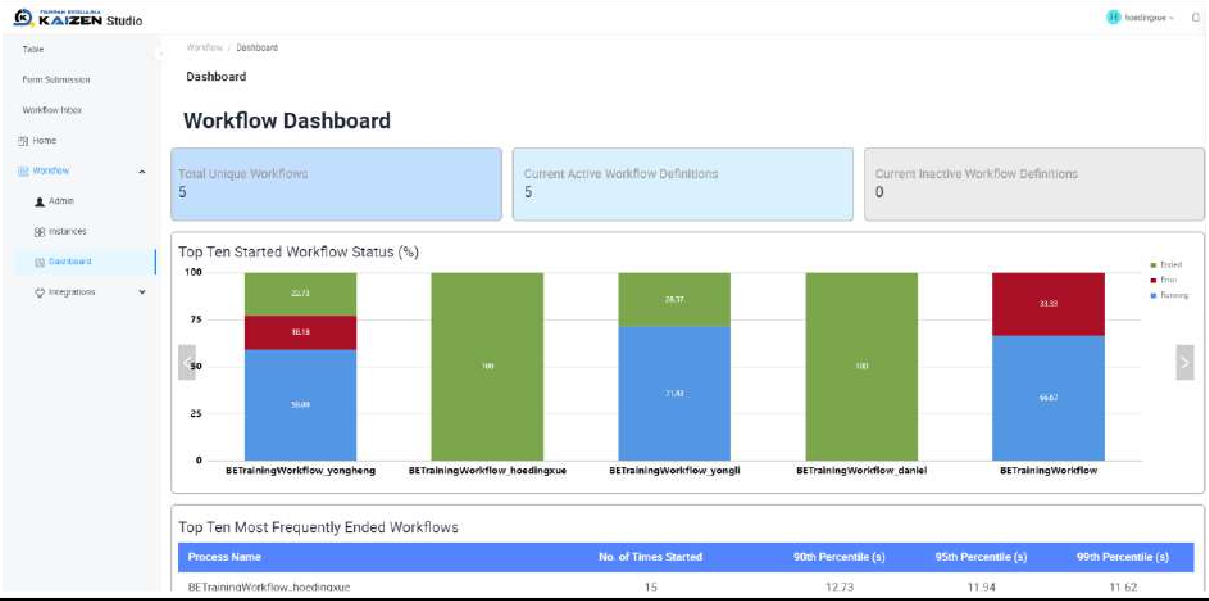 KAIZEN Studio
hoedingxue
Table
Form Submission
Workflow Inbox
Home
Workflow
Admin
Instances
Dashboard
Integrations
Workflow / Dashboard
Dashboard
Workflow Dashboard
Total Unique Workflows
5
Current Active Workflow Definitions
5
Current Inactive Workflow Definitions
0
Top Ten Started Workflow Status (%)
Ended
Error
Running
100
75
50
25
0
22.73
18.18
100
28.57
71.43
100
33.33
66.67
BETrainingWorkflow_yongheng
BETrainingWorkflow_hoedingxue
BETrainingWorkflow_yongli
BETrainingWorkflow_daniel
BETrainingWorkflow
Top Ten Most Frequently Ended Workflows
Process Name No. of Times Started 90th Percentile (s) 95th Percentile (s) 99th Percentile (s)
BETrainingWorkflow_hoedingxue 15 12.73 11.94 11.62